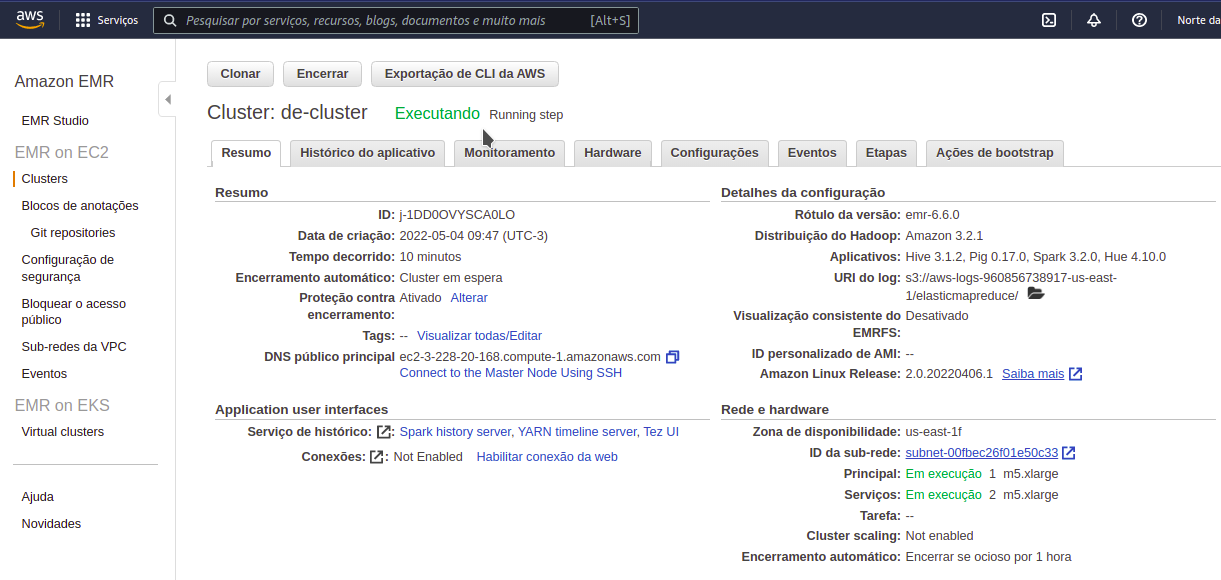 aws
Serviços
Pesquisar por serviços, recursos, blogs, documentos e muito mais [Alt+S]
Norte da
Amazon EMR
EMR Studio
EMR on EC2
Clusters
Blocos de anotações
Git repositories
Configuração de
segurança
Bloquear o acesso
público
Sub-redes da VPC
Eventos
EMR on EKS
Virtual clusters
Ajuda
Novidades
Clonar Encerrar Exportação de CLI da AWS
Cluster: de-cluster Executando Running step
Resumo Histórico do aplicativo Monitoramento Hardware Configurações Eventos Etapas Ações de bootstrap
Resumo
ID: j-1DD0OVYSCA0LO
Data de criação: 2022-05-04 09:47 (UTC-3)
Tempo decorrido: 10 minutos
Encerramento automático: Cluster em espera
Proteção contra Ativado Alterar
encerramento:
Tags: -- Visualizar todas/Editar
DNS público principal ec2-3-228-20-168.compute-1.amazonaws.com
Connect to the Master Node Using SSH
Detalhes da configuração
Rótulo da versão: emr-6.6.0
Distribuição do Hadoop: Amazon 3.2.1
Aplicativos: Hive 3.1.2, Pig 0.17.0, Spark 3.2.0, Hue 4.10.0
URI do log: s3://aws-logs-960856738917-us-east-
1/elasticmapreduce/
Visualização consistente do Desativado
EMRFS:
ID personalizado de AMI: --
Amazon Linux Release: 2.0.20220406.1 Saiba mais
Application user interfaces
Serviço de histórico: : Spark history server, YARN timeline server, Tez UI
Conexões: : Not Enabled Habilitar conexão da web
Rede e hardware
Zona de disponibilidade: us-east-1f
ID da sub-rede: subnet-00fbec26f01e50c33
Principal: Em execução 1 m5.xlarge
Serviços: Em execução 2 m5.xlarge
Tarefa: --
Cluster scaling: Not enabled
Encerramento automático: Encerrar se ocioso por 1 hora